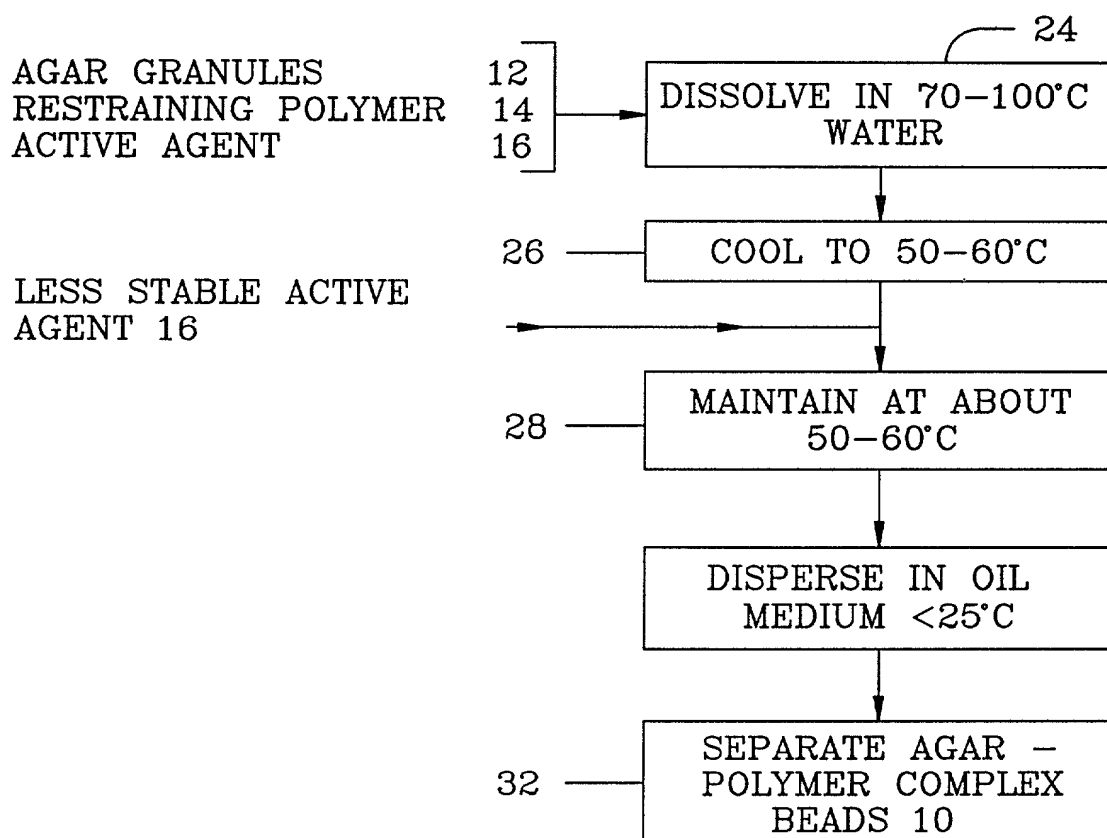 24
AGAR GRANULES 12
RESTRAINING POLYMER 14
ACTIVE AGENT 16
DISSOLVE IN 70-100°C
WATER
26
COOL TO 50-60°C
LESS STABLE ACTIVE
AGENT 16
28
MAINTAIN AT ABOUT
50-60°C
DISPERSE IN OIL
MEDIUM <25°C
32
SEPARATE AGAR -
POLYMER COMPLEX
BEADS 10